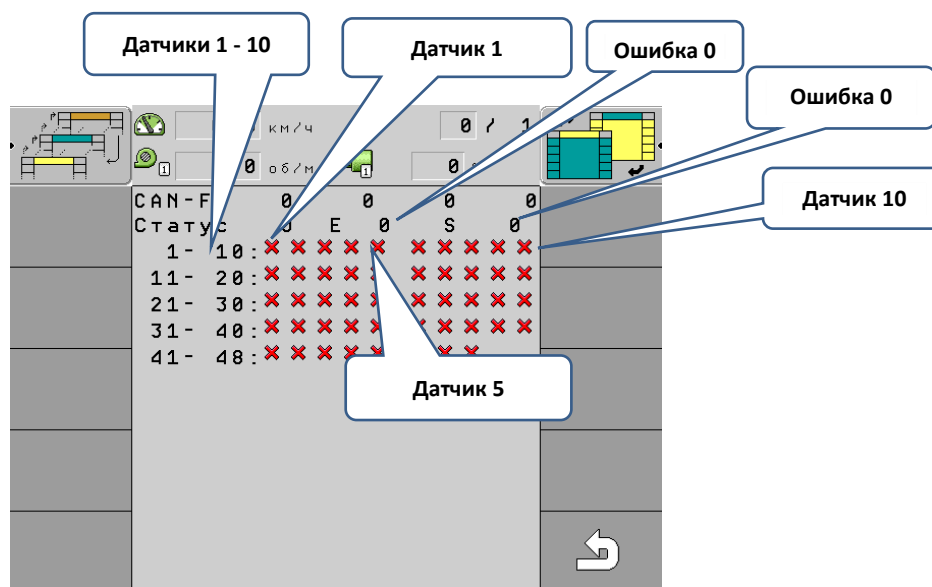 Датчики 1 - 10
Датчик 1
Ошибка 0
Ошибка 0
км/ч
0 / 1
1
0 об/м
1
0
CAN-F 0 0 0 0
Статус 0 E 0 S 0
Датчик 10
1- 10:
11- 20:
21- 30:
31- 40:
41- 48:
Датчик 5